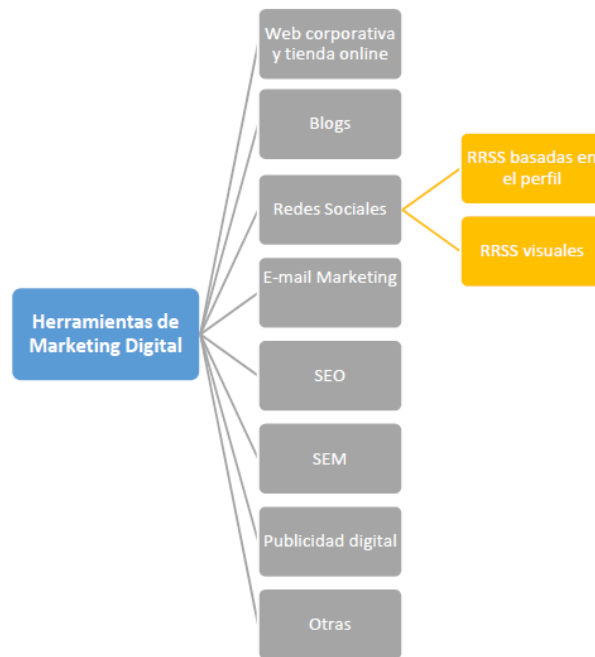 Web corporativa
y tienda online
Blogs
Redes Sociales
RRSS basadas en
el perfil
RRSS visuales
E-mail Marketing
Herramientas de
Marketing Digital
SEO
SEM
Publicidad digital
Otras